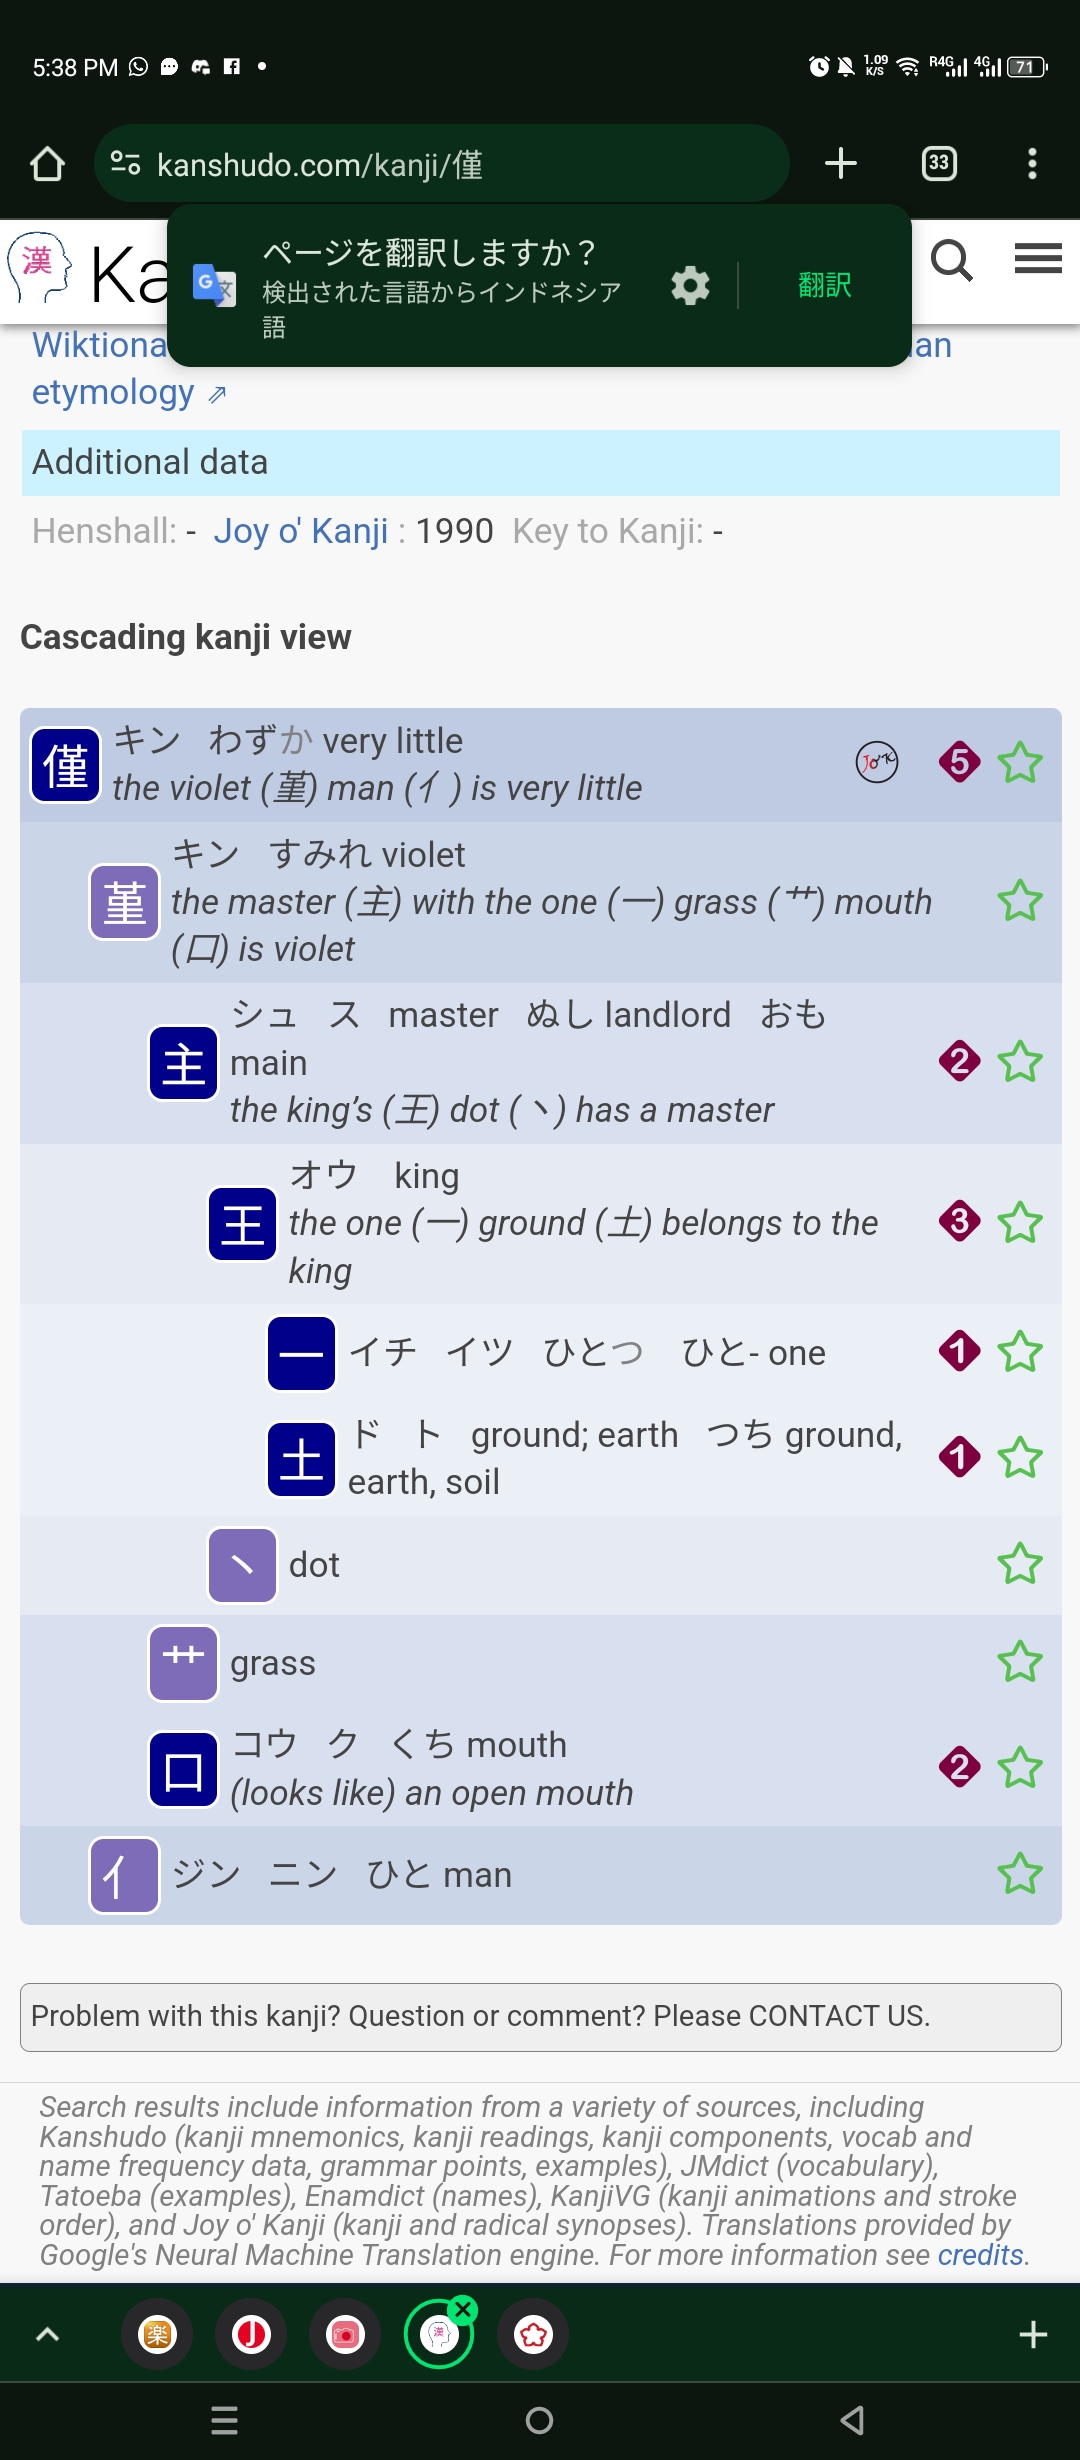 5:38 PM
1.09 K/S R4G 4G 71
kanshudo.com/kanji/僅
33
漢 Ka
ページを翻訳しますか？
検出された言語からインドネシア
語
翻訳
Wiktiona
an
etymology ⇗
Additional data
Henshall: - Joy o' Kanji : 1990 Key to Kanji: -
Cascading kanji view
僅 キン わずか very little
the violet (菫) man (亻) is very little
JO'K 5
菫 キン すみれ violet
the master (主) with the one (一) grass (艹) mouth
(口) is violet
主 シュ ス master ぬし landlord おも
main
the king’s (王) dot (丶) has a master
2
王 オウ king
the one (一) ground (土) belongs to the
king
3
一 イチ イツ ひとつ ひと- one
1
土 ド ト ground; earth つち ground,
earth, soil
1
丶 dot
艹 grass
口 コウ ク くち mouth
(looks like) an open mouth
2
亻 ジン ニン ひと man
Problem with this kanji? Question or comment? Please CONTACT US.
Search results include information from a variety of sources, including
Kanshudo (kanji mnemonics, kanji readings, kanji components, vocab and
name frequency data, grammar points, examples), JMdict (vocabulary),
Tatoeba (examples), Enamdict (names), KanjiVG (kanji animations and stroke
order), and Joy o' Kanji (kanji and radical synopses). Translations provided by
Google's Neural Machine Translation engine. For more information see credits.
楽 J 漢